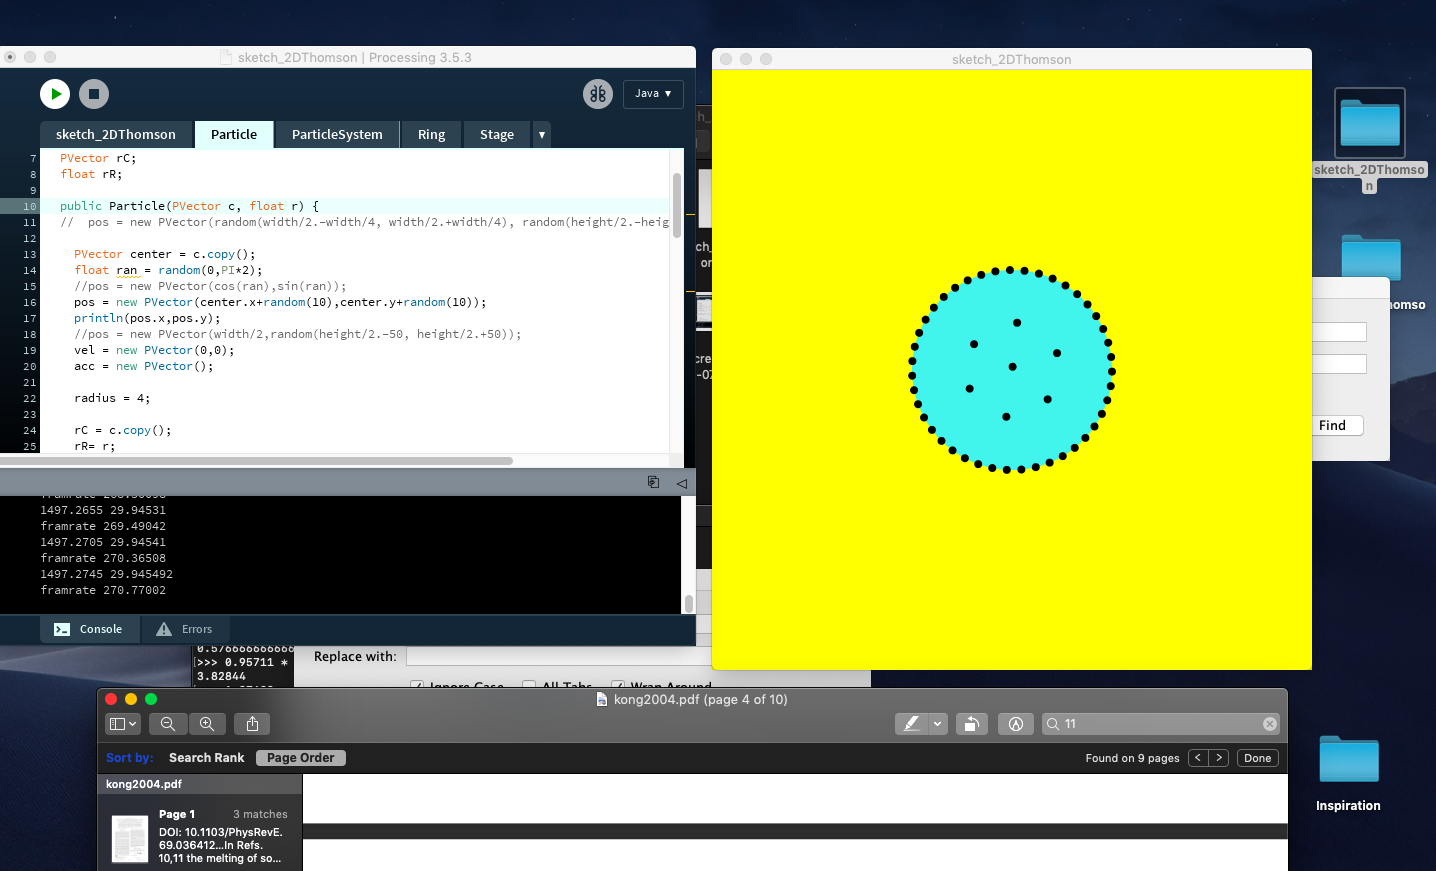 sketch_2DThomson | Processing 3.5.3
Java ▾
sketch_2DThomson
Particle
ParticleSystem
Ring
Stage
▾
7 PVector rC;
8 float rR;
9
10 public Particle(PVector c, float r) {
11 // pos = new PVector(random(width/2.-width/4, width/2.+width/4), random(height/2.-heig
12
13 PVector center = c.copy();
14 float ran = random(0,PI*2);
15 //pos = new PVector(cos(ran),sin(ran));
16 pos = new PVector(center.x+random(10),center.y+random(10));
17 println(pos.x,pos.y);
18 //pos = new PVector(width/2,random(height/2.-50, height/2.+50));
19 vel = new PVector(0,0);
20 acc = new PVector();
21
22 radius = 4;
23
24 rC = c.copy();
25 rR= r;
1497.2655 29.94531
framrate 269.49042
1497.2705 29.94541
framrate 270.36508
1497.2745 29.945492
framrate 270.77002
Console
Errors
sketch_2DThomson
sketch_2DThomso
n
omso
Find
0.576666666666
>>> 0.95711 *
3.82844
Replace with:
Ignore Case
All Tabs
Wrap Around
kong2004.pdf (page 4 of 10)
11
Sort by:
Search Rank
Page Order
Found on 9 pages
<
>
Done
kong2004.pdf
Page 1
3 matches
DOI: 10.1103/PhysRevE.
69.036412...In Refs.
10,11 the melting of so...
Inspiration